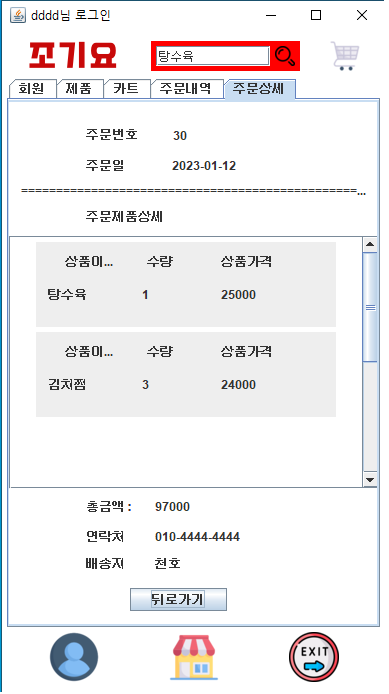 dddd님 로그인
꼬기요 탕수육
회원 제품 카트 주문내역 주문상세
주문번호 30
주문일 2023-01-12
==================================================...
주문제품상세
상품이... 수량 상품가격
탕수육 1 25000
상품이... 수량 상품가격
김치찜 3 24000
총금액 : 97000
연락처 010-4444-4444
배송지 천호
뒤로가기
EXIT